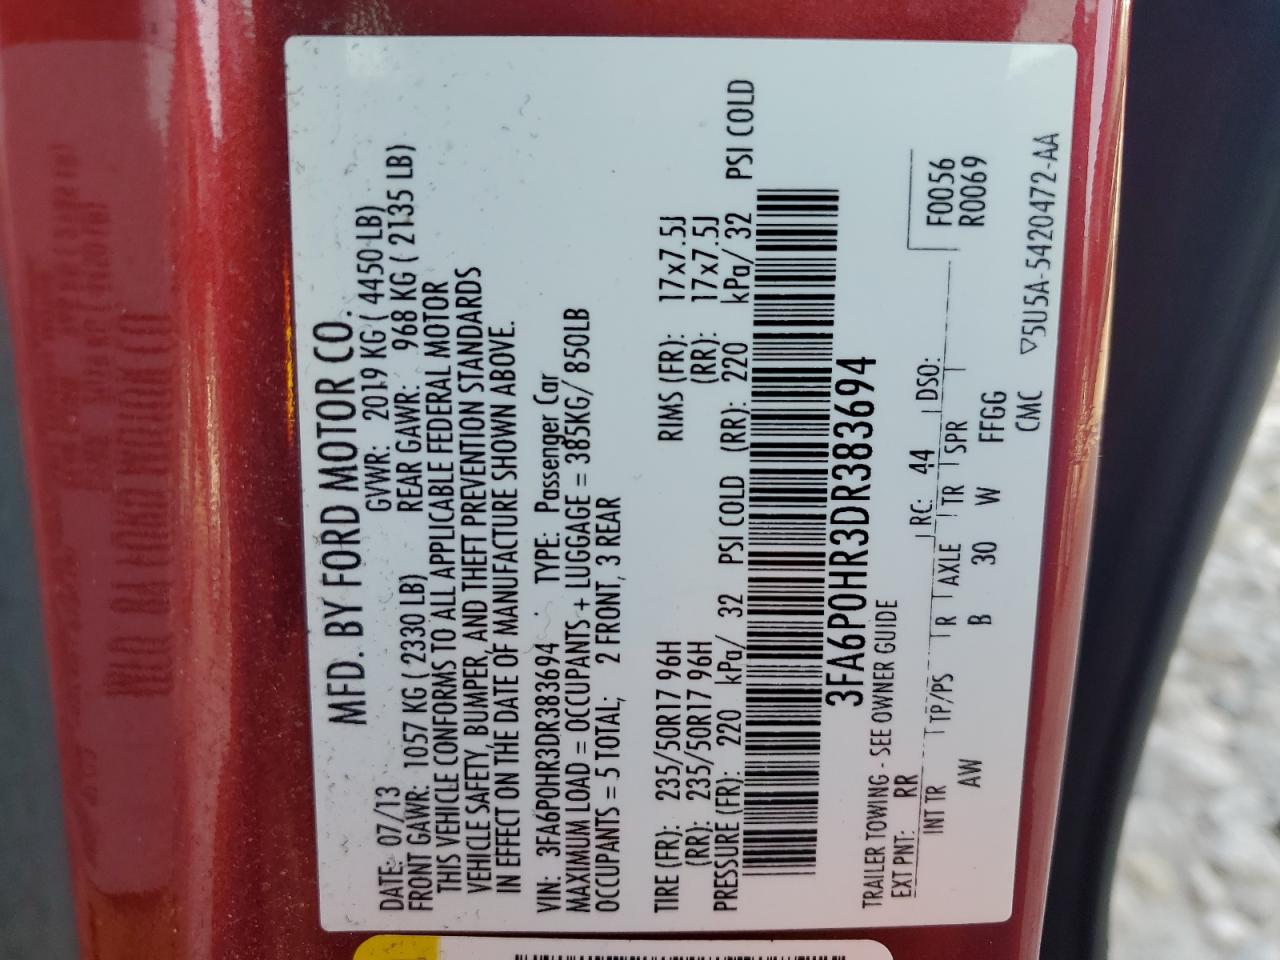 MFD. BY FORD MOTOR CO.
DATE: 07/13 GVWR: 2019 KG ( 4450 LB)
FRONT GAWR: 1057 KG ( 2330 LB) REAR GAWR: 968 KG ( 2135 LB)
THIS VEHICLE CONFORMS TO ALL APPLICABLE FEDERAL MOTOR
VEHICLE SAFETY, BUMPER, AND THEFT PREVENTION STANDARDS
IN EFFECT ON THE DATE OF MANUFACTURE SHOWN ABOVE.
VIN: 3FA6P0HR3DR383694 TYPE: Passenger Car
MAXIMUM LOAD = OCCUPANTS + LUGGAGE = 385KG/ 850LB
OCCUPANTS = 5 TOTAL; 2 FRONT, 3 REAR
TIRE (FR): 235/50R17 96H RIMS (FR): 17x7.5J
(RR): 235/50R17 96H (RR): 17x7.5J
PRESSURE (FR): 220 kPa/ 32 PSI COLD (RR): 220 kPa/ 32 PSI COLD
3FA6P0HR3DR383694
TRAILER TOWING - SEE OWNER GUIDE
EXT PNT: RR RC: 44 DSO: F0056
INT TR TP/PS R AXLE TR SPR R0069
AW B 30 W FFGG
CMC ▽5U5A-5420472-AA